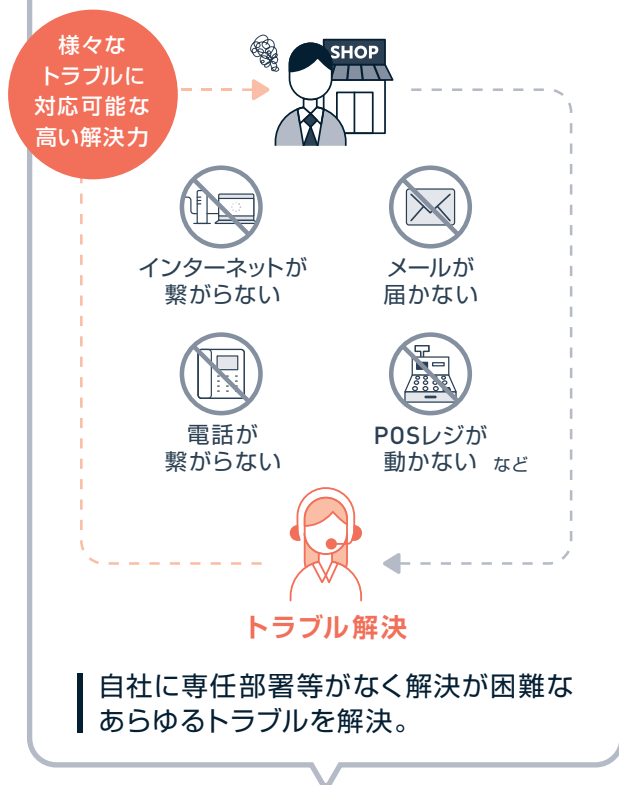 様々な
トラブルに
対応可能な
高い解決力
SHOP
インターネットが
繋がらない
メールが
届かない
電話が
繋がらない
POSレジが
動かない など
トラブル解決
自社に専任部署等がなく解決が困難な
あらゆるトラブルを解決。